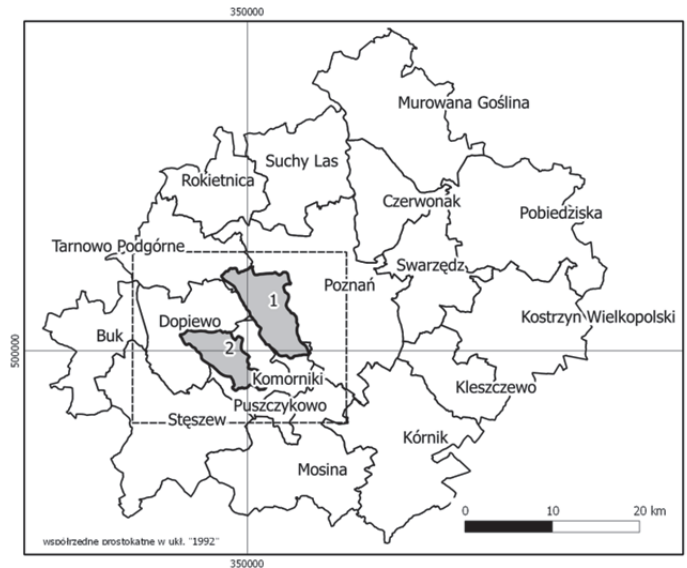 350000
Murowana Goślina
Suchy Las
Rokietnica
Czerwonak
Pobiedziska
Tarnowo Podgórne
Swarzędz
Poznań
1
Kostrzyn Wielkopolski
Dopiewo
Buk
2
500000
Komorniki
Kleszczewo
Puszczykowo
Stęszew
Kórnik
Mosina
0 10 20 km
współrzędne prostokątne w ukł. "1992"
350000